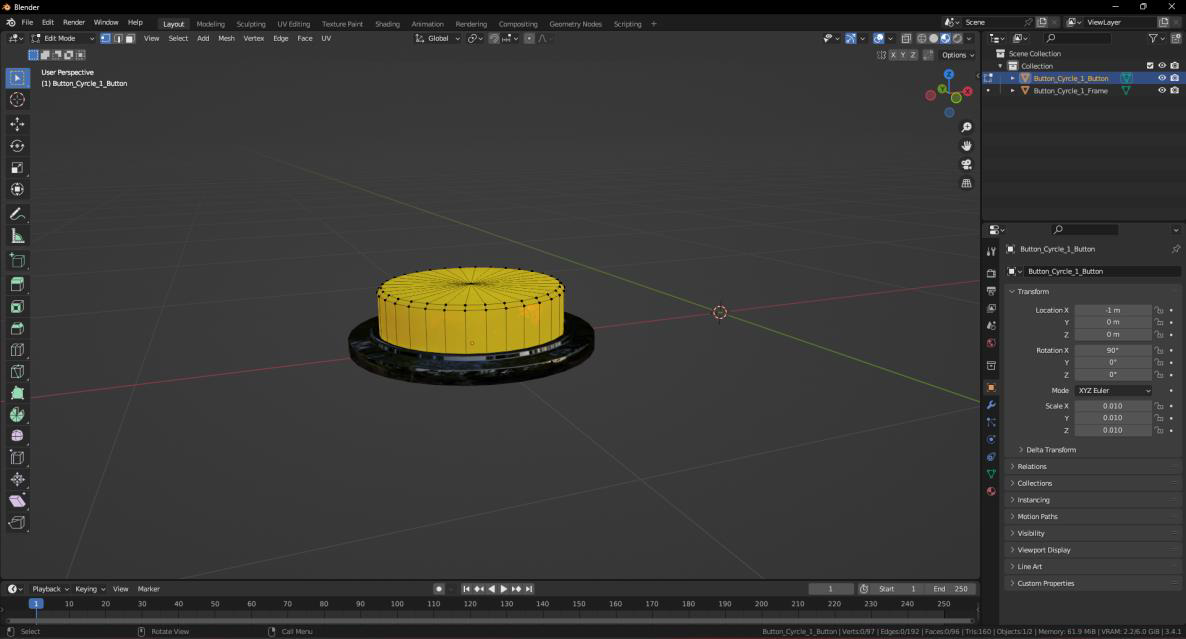 Blender
File Edit Render Window Help Layout Modeling Sculpting UV Editing Texture Paint Shading Animation Rendering Compositing Geometry Nodes Scripting + Scene ViewLayer
Edit Mode View Select Add Mesh Vertex Edge Face UV Global
X Y Z Options
User Perspective
(1) Button_Cyrcle_1_Button
Z
Y X
Scene Collection
Collection
Button_Cyrcle_1_Button
Button_Cyrcle_1_Frame
Button_Cyrcle_1_Button
Button_Cyrcle_1_Button
Transform
Location X -1 m
Y 0 m
Z 0 m
Rotation X 90°
Y 0°
Z 0°
Mode XYZ Euler
Scale X 0.010
Y 0.010
Z 0.010
Delta Transform
Relations
Collections
Instancing
Motion Paths
Visibility
Viewport Display
Line Art
Custom Properties
Playback Keying View Marker 1 Start 1 End 250
1 10 20 30 40 50 60 70 80 90 100 110 120 130 140 150 160 170 180 190 200 210 220 230 240 250
Select Rotate View Call Menu Button_Cyrcle_1_Button | Verts:0/97 | Edges:0/192 | Faces:0/96 | Tris:160 | Objects:1/2 | Memory: 61.9 MiB | VRAM: 2.2/6.0 GiB | 3.4.1